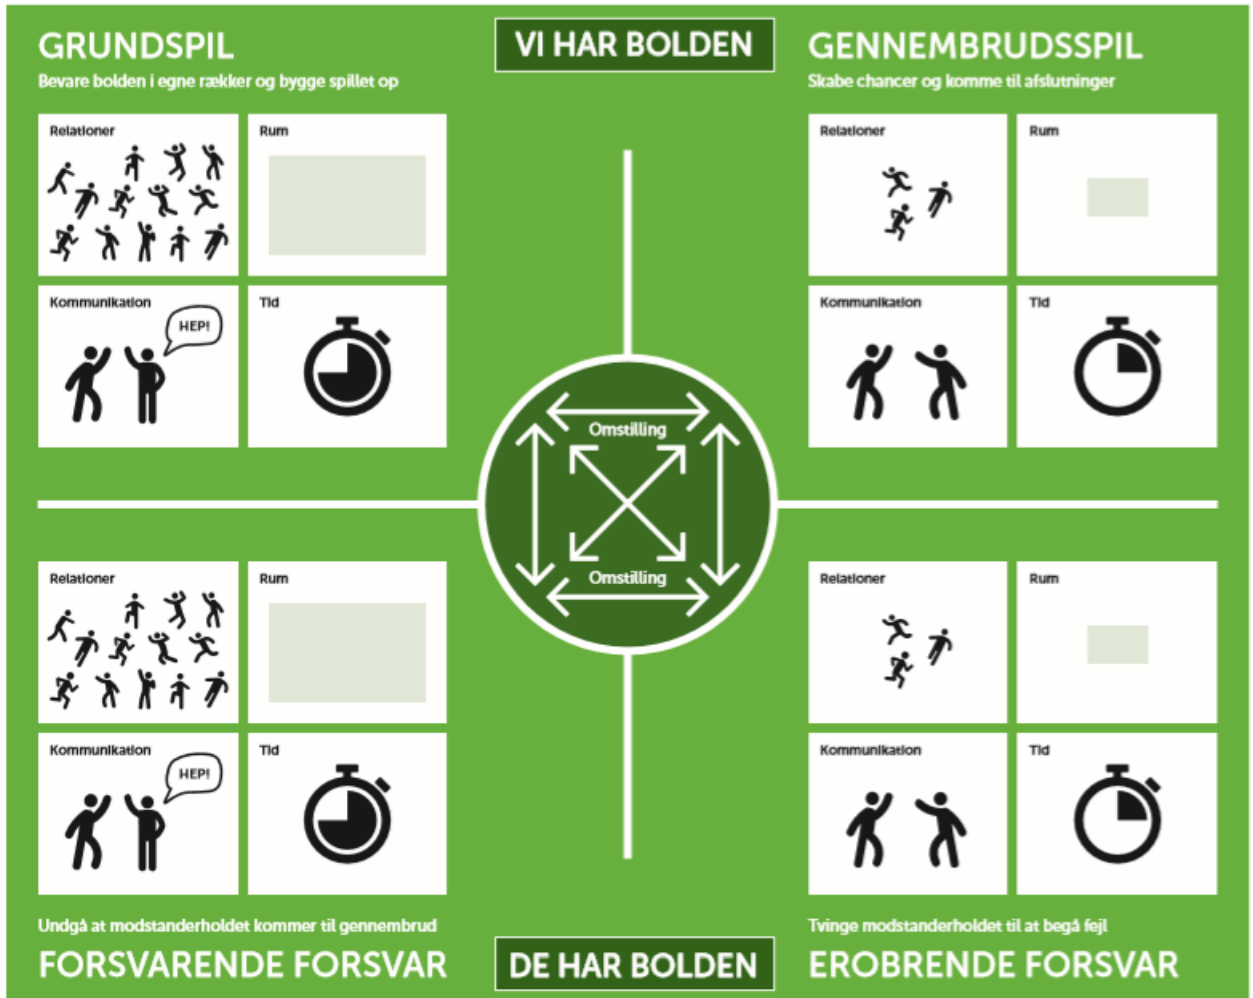 GRUNDSPIL
Bevare bolden i egne rækker og bygge spillet op
VI HAR BOLDEN
GENNEMBRUDSSPIL
Skabe chancer og komme til afslutninger
Relationer
Rum
Kommunikation
HEP!
Tid
Relationer
Rum
Kommunikation
Tid
Omstilling
Omstilling
Relationer
Rum
Kommunikation
HEP!
Tid
Undgå at modstanderholdet kommer til gennembrud
FORSVARENDE FORSVAR
Relationer
Rum
Kommunikation
Tid
DE HAR BOLDEN
Tvinge modstanderholdet til at begå fejl
EROBRENDE FORSVAR